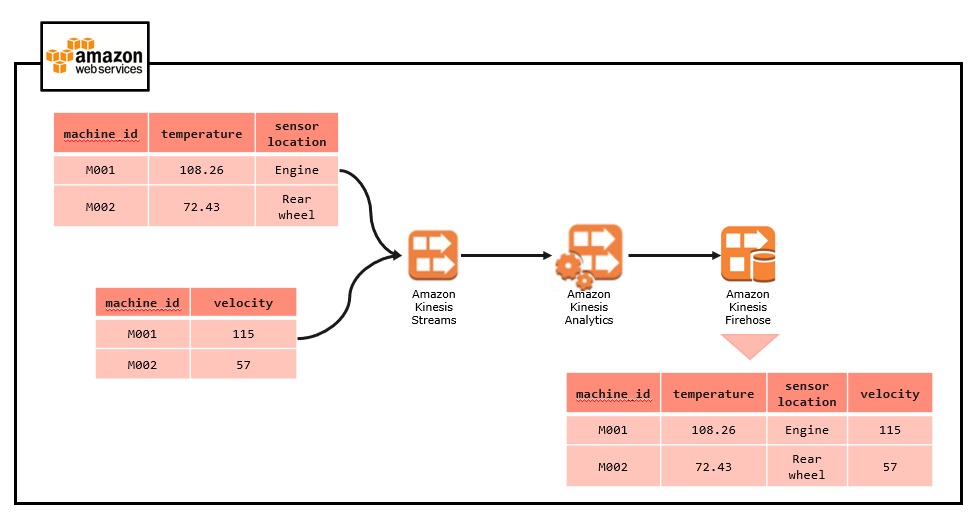 amazon
web services
machine_id temperature sensor
location
M001 108.26 Engine
M002 72.43 Rear
wheel
machine_id velocity
M001 115
M002 57
Amazon
Kinesis
Streams
Amazon
Kinesis
Analytics
Amazon
Kinesis
Firehose
machine_id temperature sensor
location velocity
M001 108.26 Engine 115
M002 72.43 Rear
wheel 57